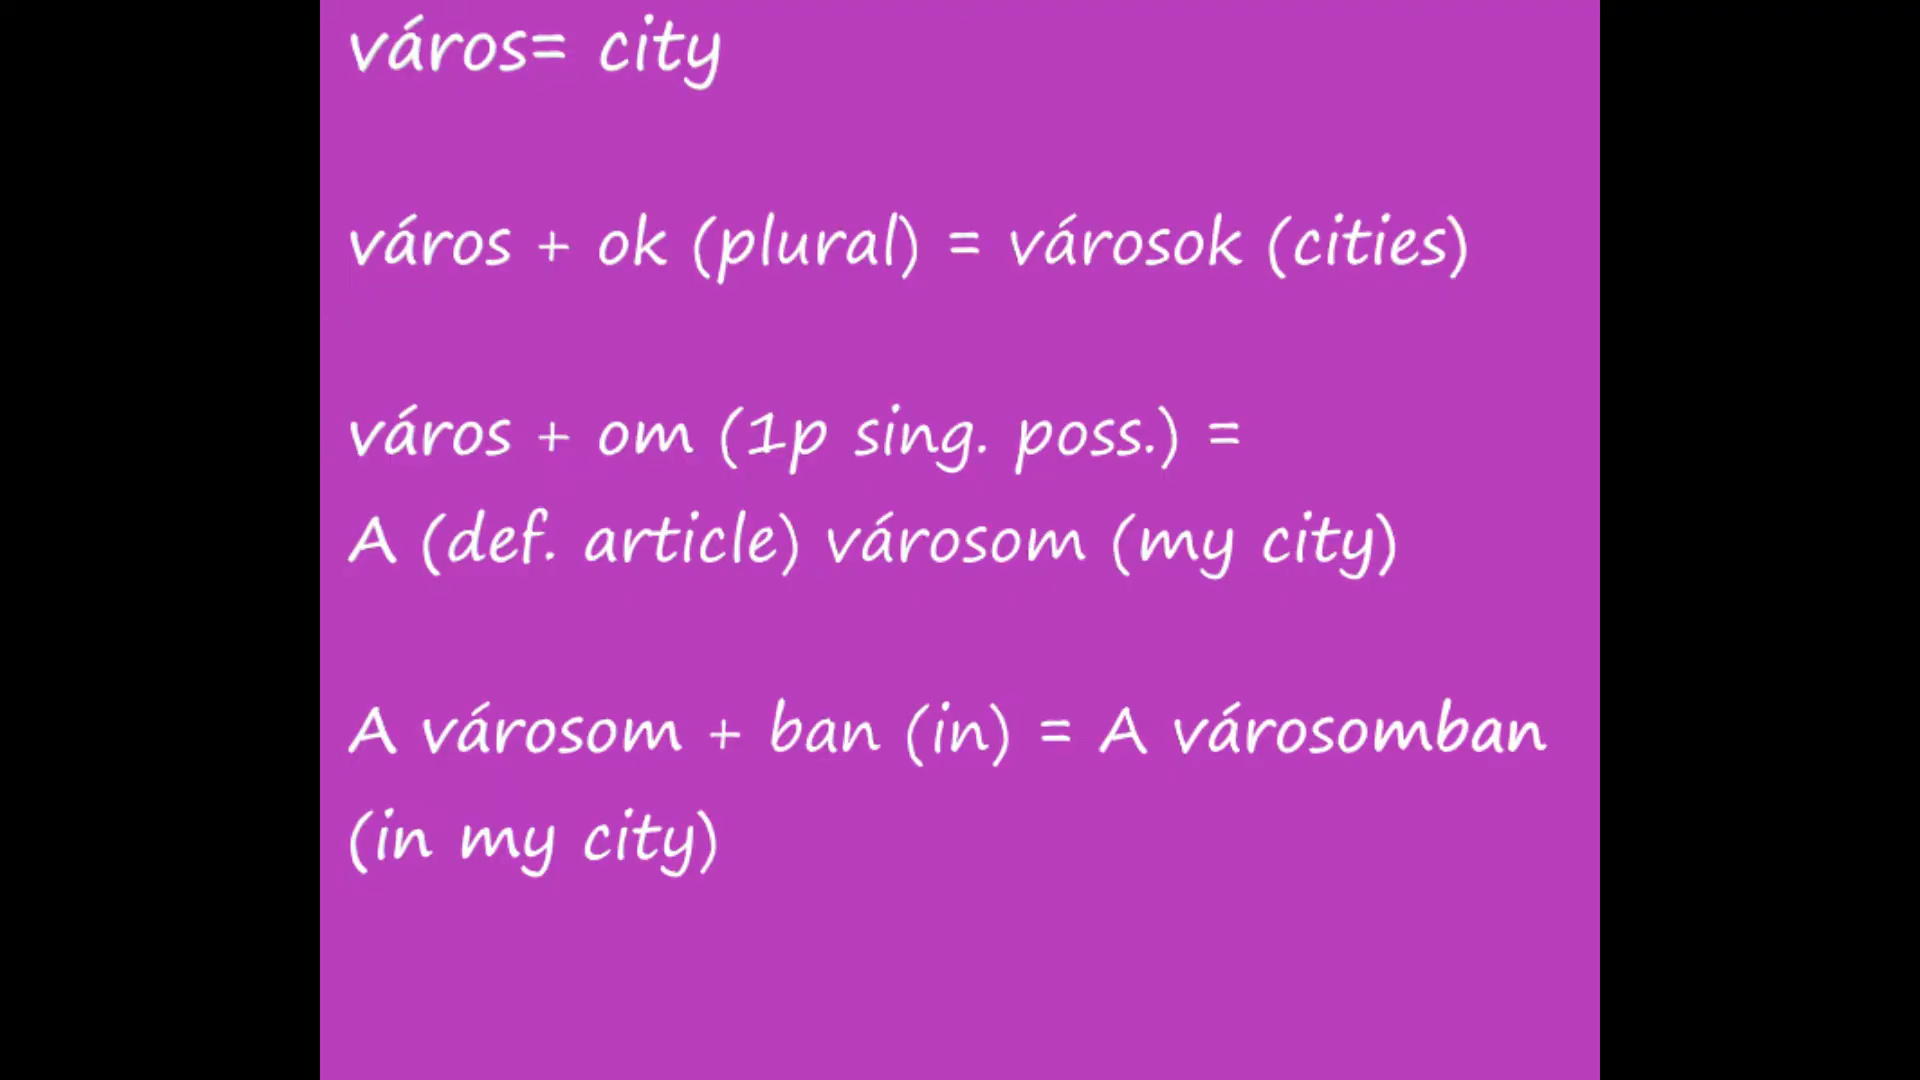 város= city
város + ok (plural) = városok (cities)
város + om (1p sing. poss.) =
A (def. article) városom (my city)
A városom + ban (in) = A városomban
(in my city)